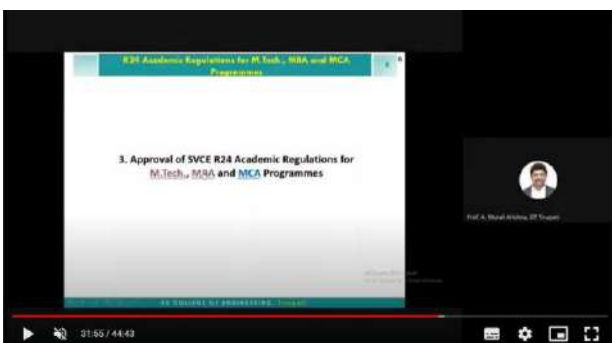 R24 Academic Regulations for M.Tech., MBA and MCA
Programmes
3. Approval of SVCE R24 Academic Regulations for
M.Tech., MBA and MCA Programmes
COLLEGE OF ENGINEERING,
31:55 / 44:43